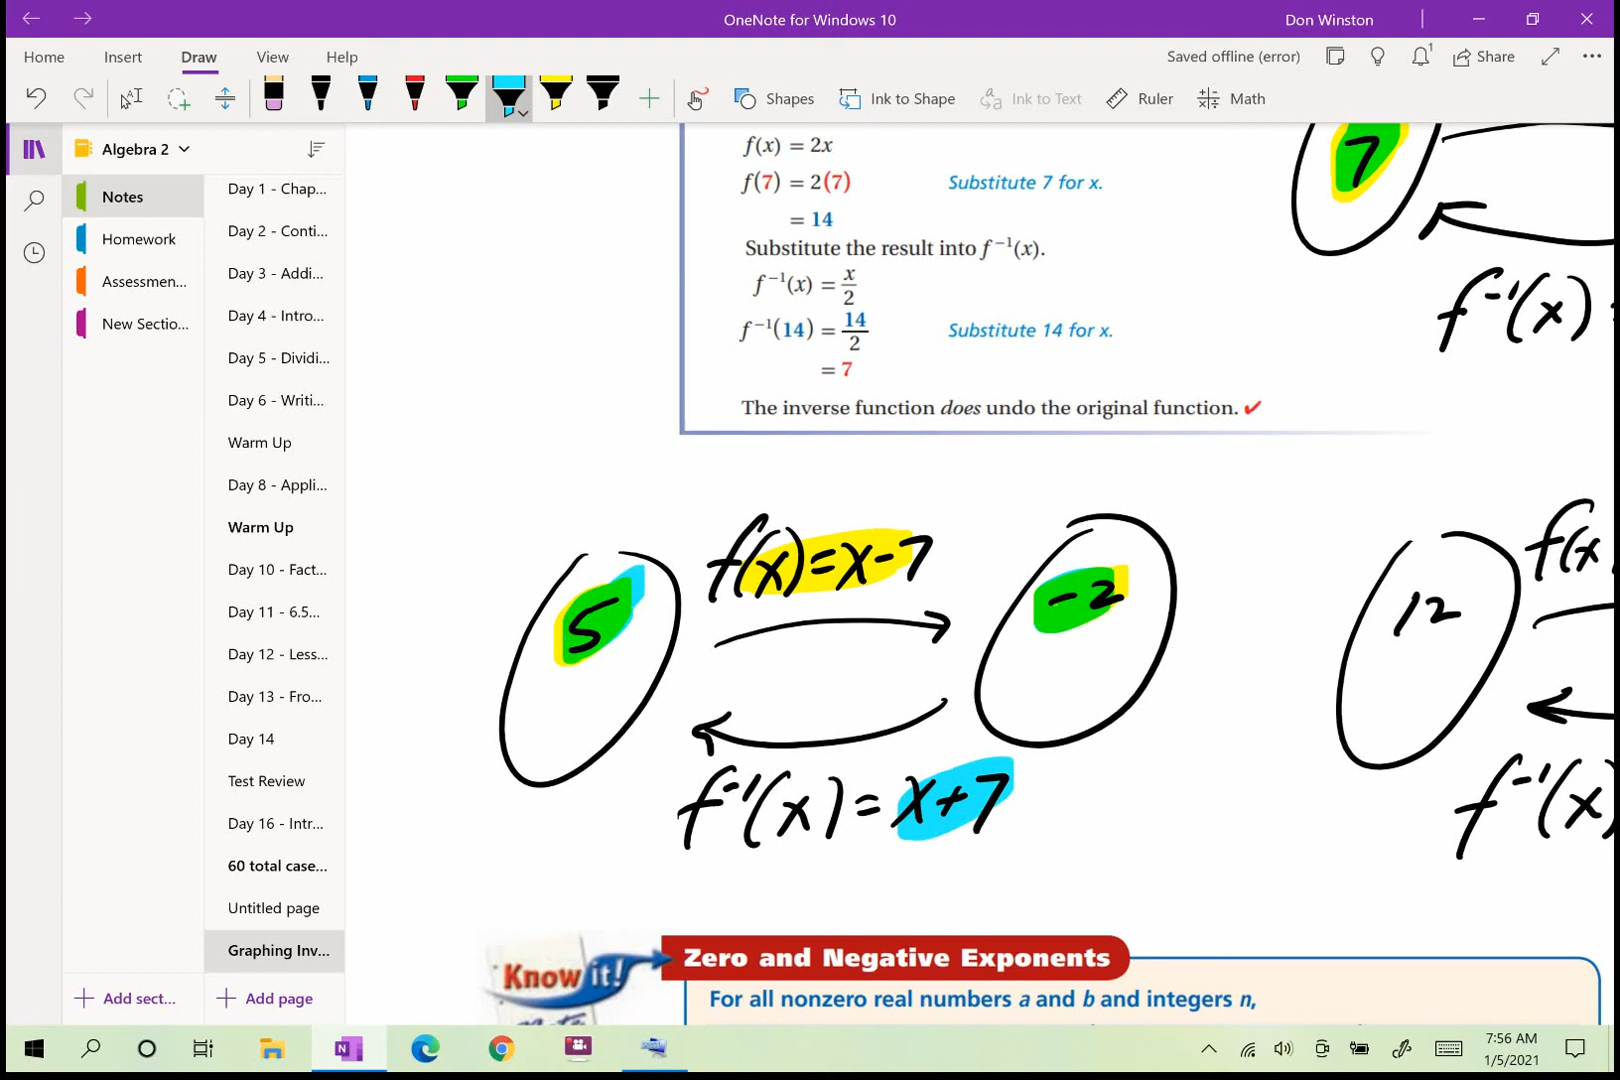 OneNote for Windows 10
Don Winston
Home Insert Draw View Help
Saved offline (error)
Share
Shapes
Ink to Shape
Ink to Text
Ruler
Math
Algebra 2
Notes
Homework
Assessmen...
New Sectio...
Day 1 - Chap...
Day 2 - Conti...
Day 3 - Addi...
Day 4 - Intro...
Day 5 - Dividi...
Day 6 - Writi...
Warm Up
Day 8 - Appli...
Warm Up
Day 10 - Fact...
Day 11 - 6.5...
Day 12 - Less...
Day 13 - Fro...
Day 14
Test Review
Day 16 - Intr...
60 total case...
Untitled page
Graphing Inv...
Add sect...
Add page
f(x) = 2x
f(7) = 2(7) Substitute 7 for x.
= 14
Substitute the result into f⁻¹(x).
f⁻¹(x) = x/2
f⁻¹(14) = 14/2 Substitute 14 for x.
= 7
The inverse function does undo the original function. ✓
7
f⁻¹(x)
f(x)=x-7
5
-2
f⁻¹(x)=x+7
f(x
12
f⁻¹(x)
Know it!
Note
Zero and Negative Exponents
For all nonzero real numbers a and b and integers n,
7:56 AM
1/5/2021